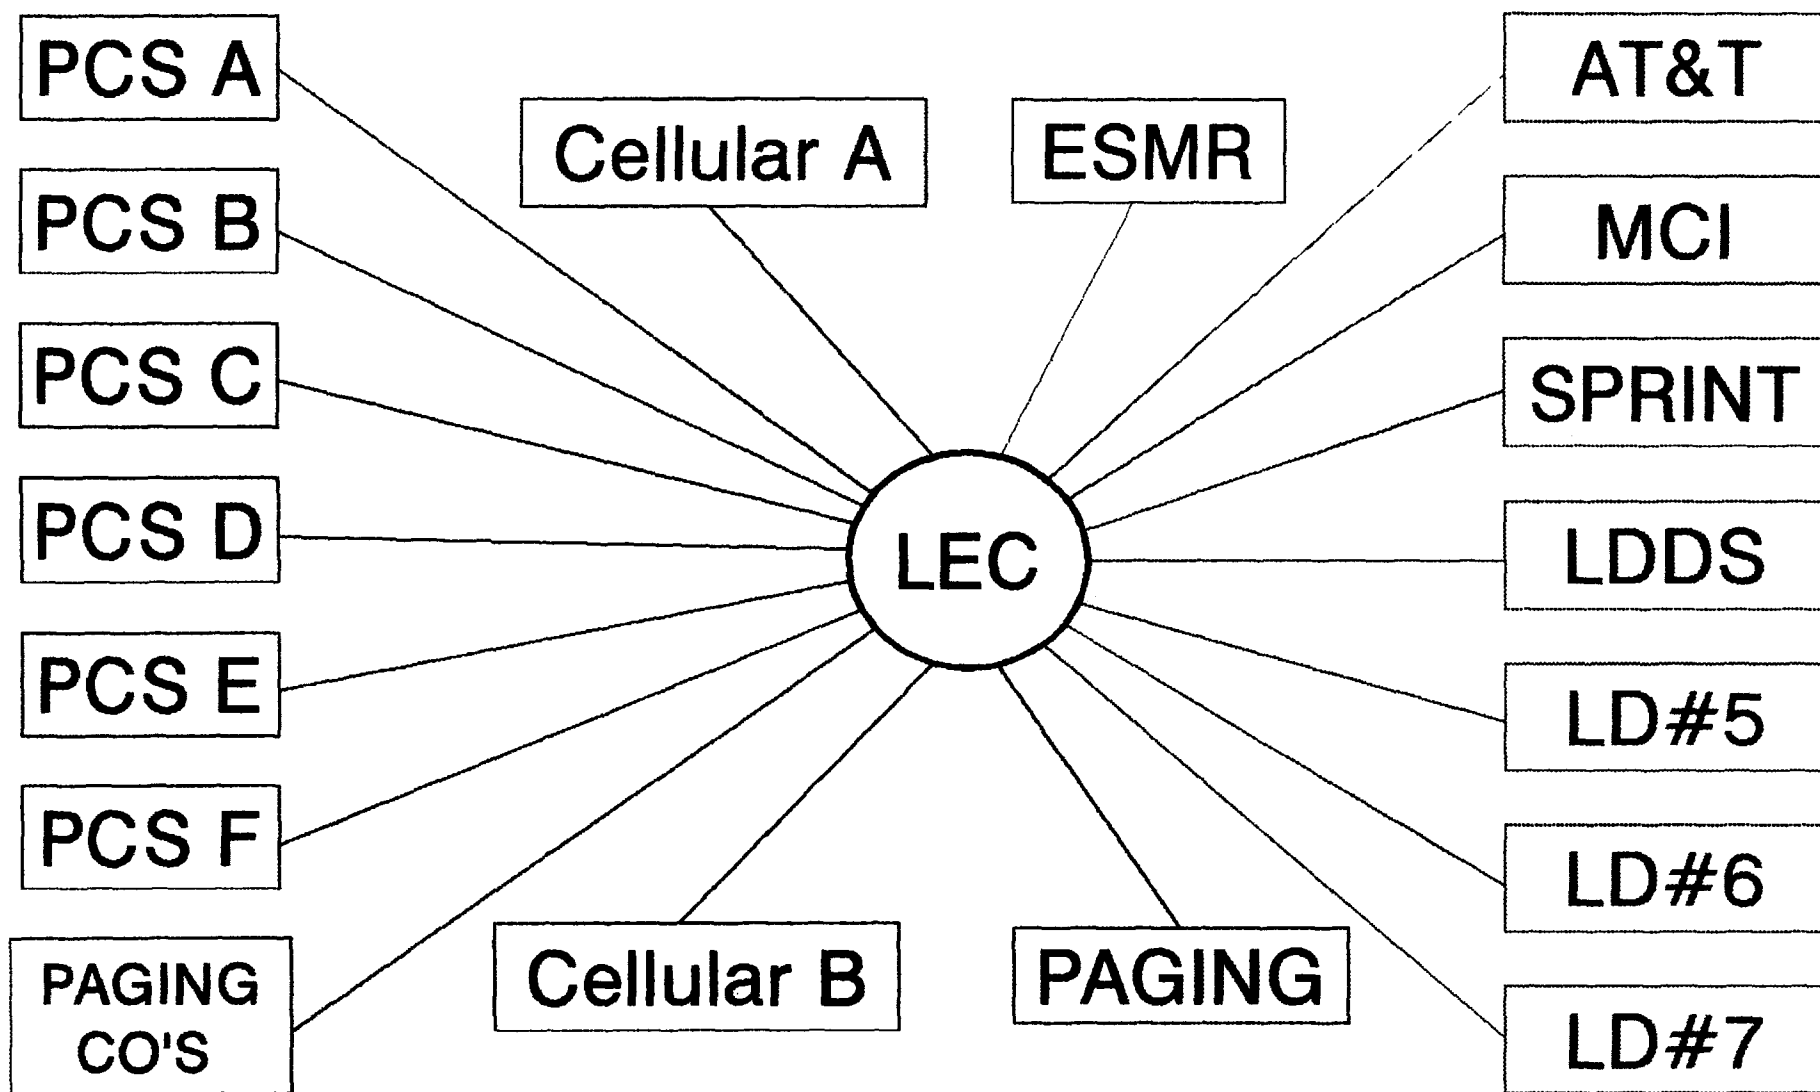 PCS A
PCS B
PCS C
PCS D
PCS E
PCS F
PAGING
CO'S
Cellular A
ESMR
LEC
Cellular B
PAGING
AT&T
MCI
SPRINT
LDDS
LD#5
LD#6
LD#7